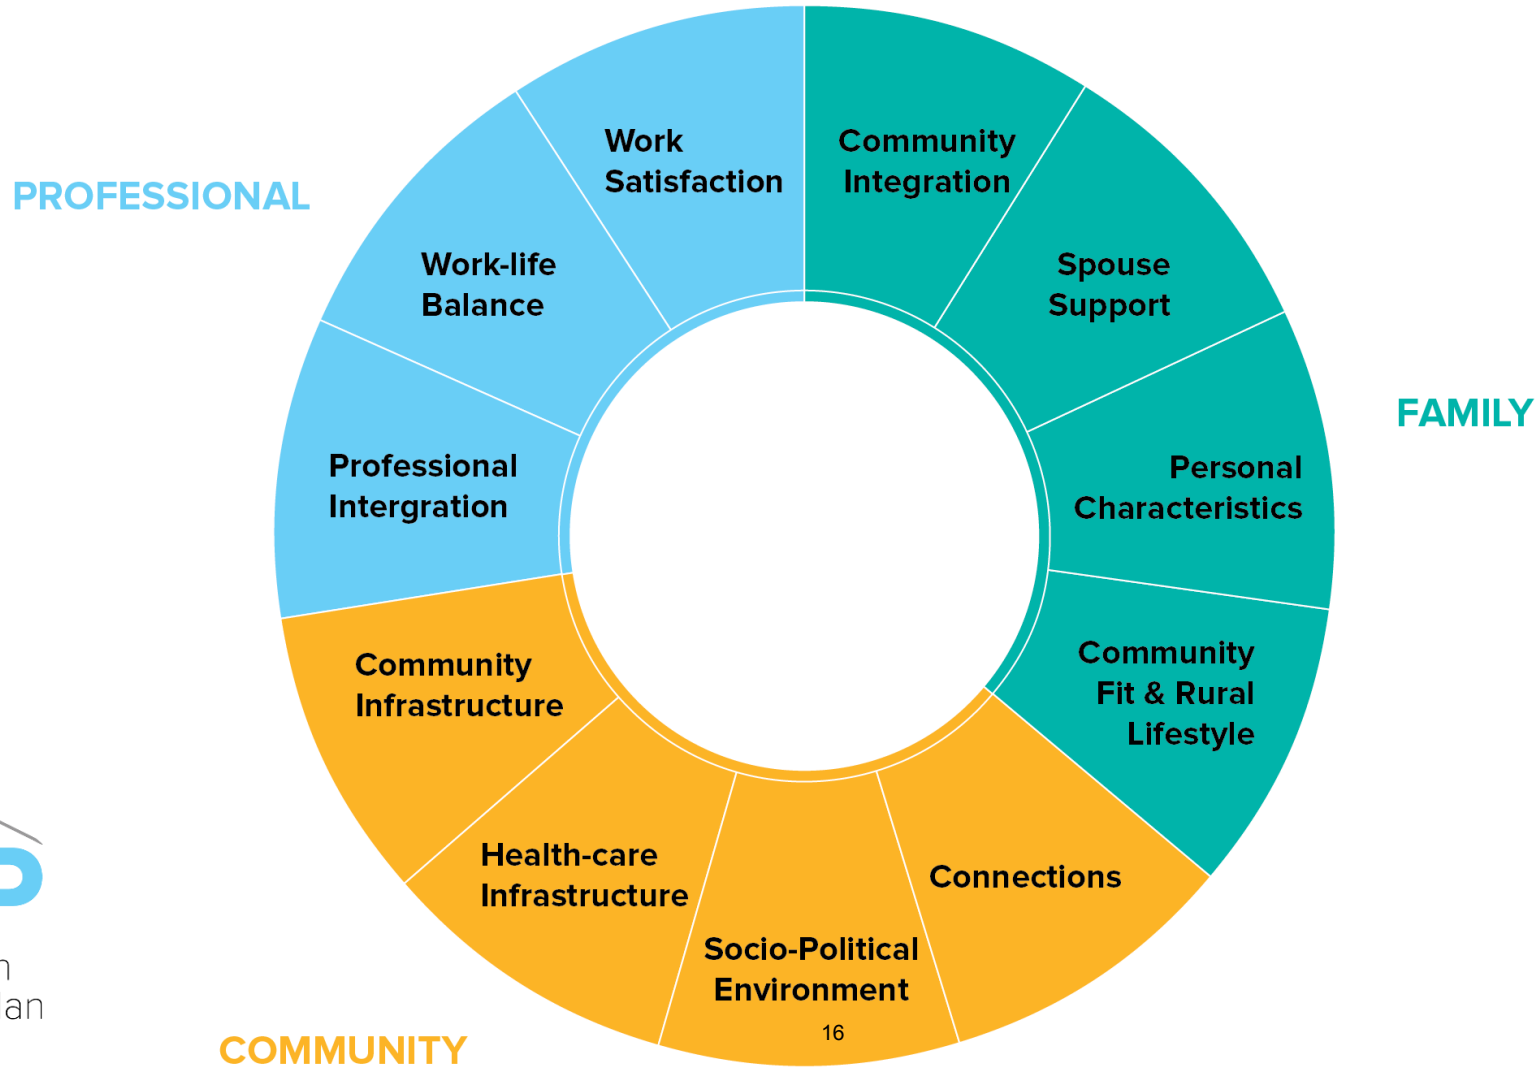 PROFESSIONAL
Work
Satisfaction
Work-life
Balance
Professional
Intergration
Community
Integration
Spouse
Support
FAMILY
Personal
Characteristics
Community
Fit & Rural
Lifestyle
Connections
Socio-Political
Environment
16
Health-care
Infrastructure
Community
Infrastructure
COMMUNITY